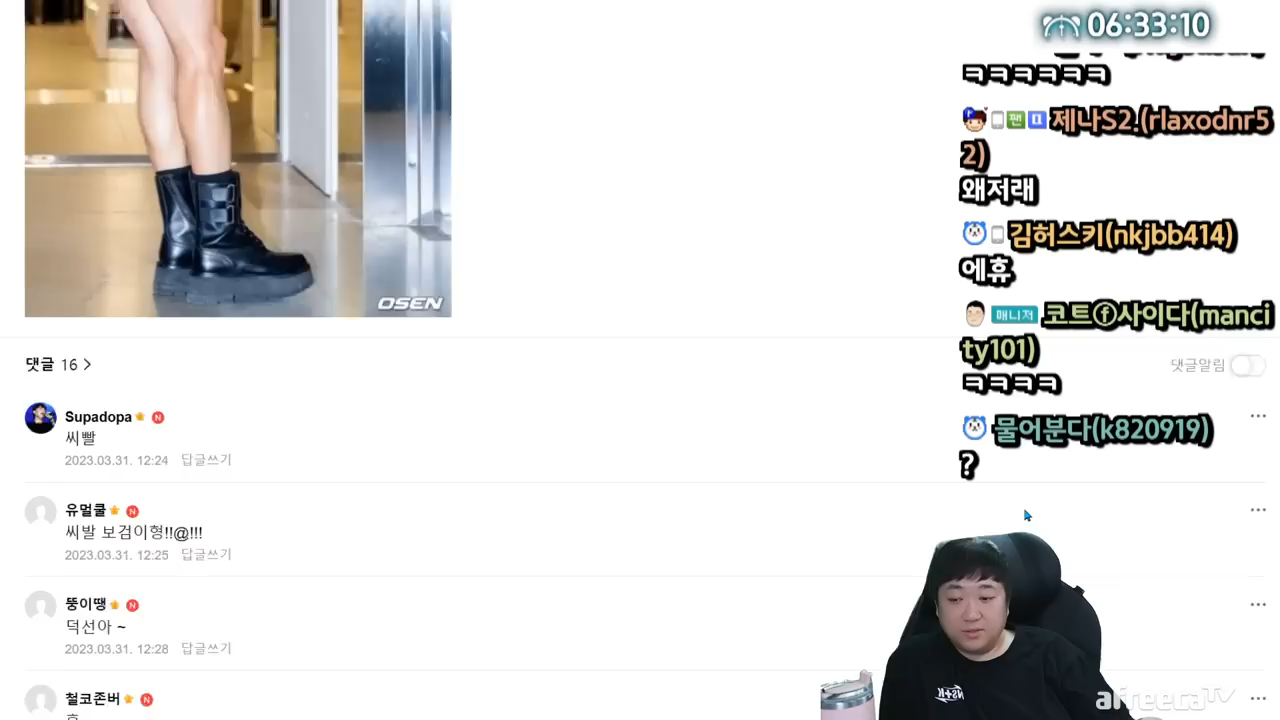 06:33:10
ㅋㅋㅋㅋㅋㅋ
팬
제나S2.(rlaxodnr5
2)
왜저래
김허스키(nkjbb414)
에휴
매니저 코트ⓕ사이다(manci
ty101)
ㅋㅋㅋㅋ
물어분다(k820919)
?
OSEN
댓글 16 >
댓글알림
Supadopa N
씨빨
2023.03.31. 12:24 답글쓰기
유멀쿨 N
씨발 보검이형!!@!!!
2023.03.31. 12:25 답글쓰기
뚱이땡 N
덕선아 ~
2023.03.31. 12:28 답글쓰기
철코존버 N
afreecaTV